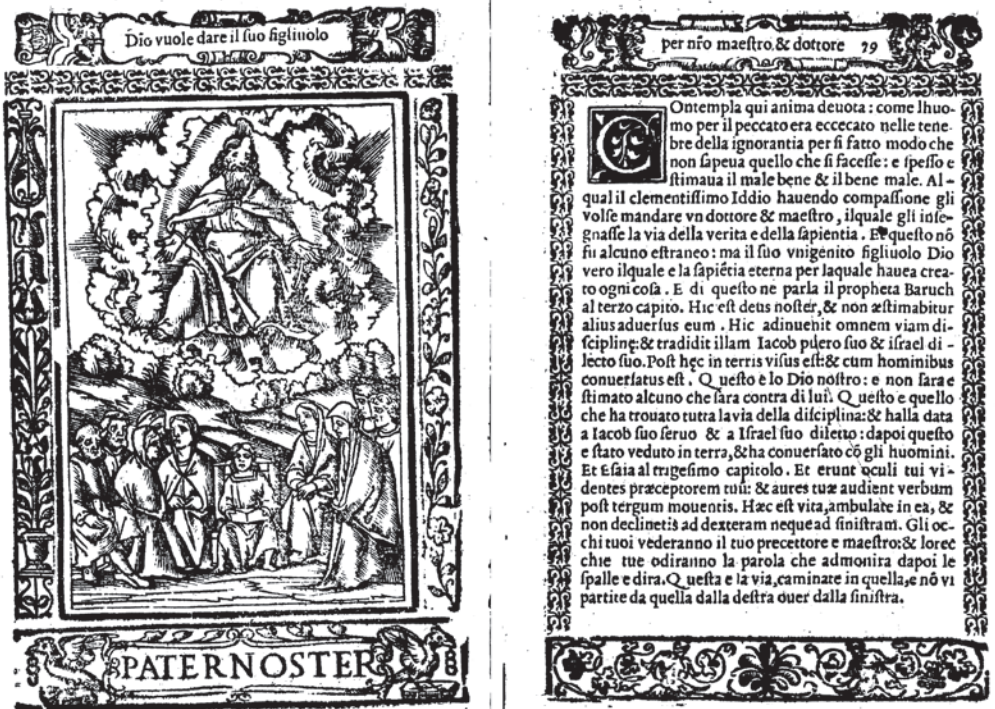 Dio vuole dare il ſuo figliuolo
PATERNOSTER
per nr̃o maeſtro, & dottore 79
COntempla qui anima deuota : come lhuo-
mo per il peccato era eccecato nelle tene
bre della ignorantia per ſi fatto modo che
non ſapeua quello che ſi faceſſe : e ſpeſſo e
ſtimaua il male bene & il bene male. Al-
qual il clementiſſimo Iddio hauendo compaſſione gli
volſe mandare vn dottore & maeſtro, ilquale gli inſe-
gnaſſe la via della verita e della ſapientia. Et queſto nõ
fu alcuno eſtraneo : ma il ſuo vnigenito figliuolo Dio
vero ilquale e la ſapiẽtia eterna per laquale hauea crea-
to ogni coſa. E di queſto ne parla il propheta Baruch
al terzo capito. Hic eſt deus noſter, & non æſtimabitur
alius aduerſus eum. Hic adinuenit omnem viam di-
ſciplinę: & tradidit illam Iacob puero ſuo & iſrael di-
lecto ſuo. Poſt hęc in terris viſus eſt: & cum hominibus
conuerſatus eſt. Queſto è lo Dio noſtro: e non ſara e
ſtimato alcuno che ſara contra di lui. Queſto e quello
che ha trouato tutta la via della diſciplina: & halla data
a Iacob ſuo ſeruo & a Iſrael ſuo diletto : dapoi queſto
e ſtato veduto in terra, & ha conuerſato cõ gli huomini.
Et Eſaia al trigeſimo capitolo. Et erunt oculi tui vi-
dentes præceptorem tuũ: & aures tuæ audient verbum
poſt tergum mouentis. Hæc eſt vita, ambulate in ea, &
non declinetis ad dexteram neque ad ſiniſtram. Gli oc-
chi tuoi vederanno il tuo precettore e maeſtro: & lorec
chie tue odiranno la parola che admonira dapoi le
ſpalle e dira. Queſta e la via, caminare in quella, e nõ vi
partite da quella dalla deſtra ouer dalla ſiniſtra.